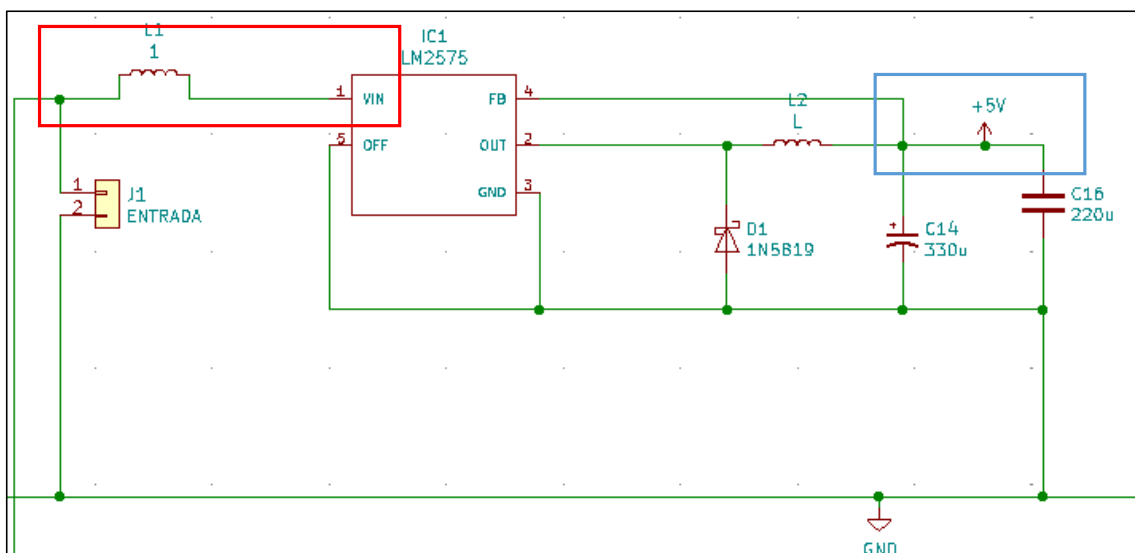 L1
1
IC1
LM2575
1
VIN
FB
4
5
OFF
OUT
2
GND
3
L2
L
+5V
1
2
J1
ENTRADA
D1
1N5819
C14
330u
C16
220u
GND